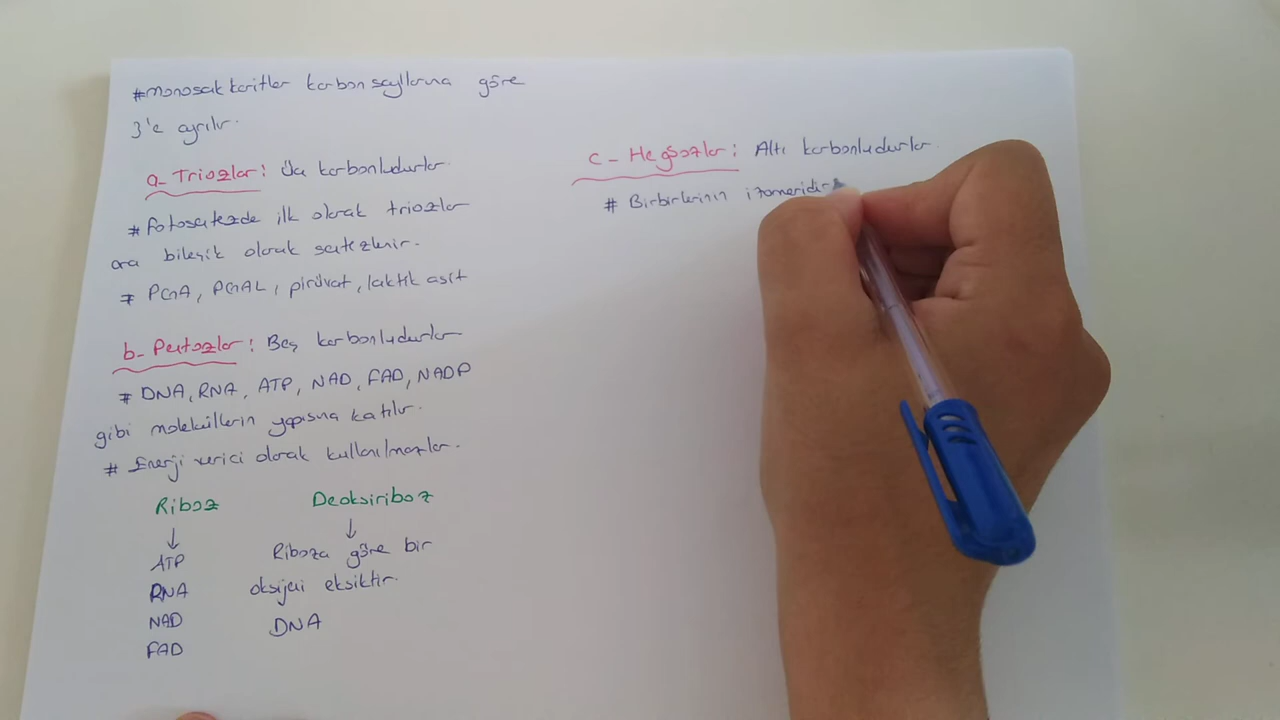 #monosakkaritler karbon sayılarına göre
3'e ayrılır.
a- Triozlar: Üç karbonludurlar.
# Fotosentezde ilk olarak triozlar
ara bileşik olarak sentezlenir.
# PGA, PGAL, pirüvat, laktik asit
b- Pentozlar: Beş karbonludurlar
# DNA, RNA, ATP, NAD, FAD, NADP
gibi moleküllerin yapısına katılır.
# Enerji verici olarak kullanılmazlar.
Riboz Deoksiriboz
↓ ↓
ATP Riboza göre bir
RNA oksijeni eksiktir.
NAD DNA
FAD
c- Hegzozlar: Altı karbonludurlar.
# Birbirlerinin izomeridir